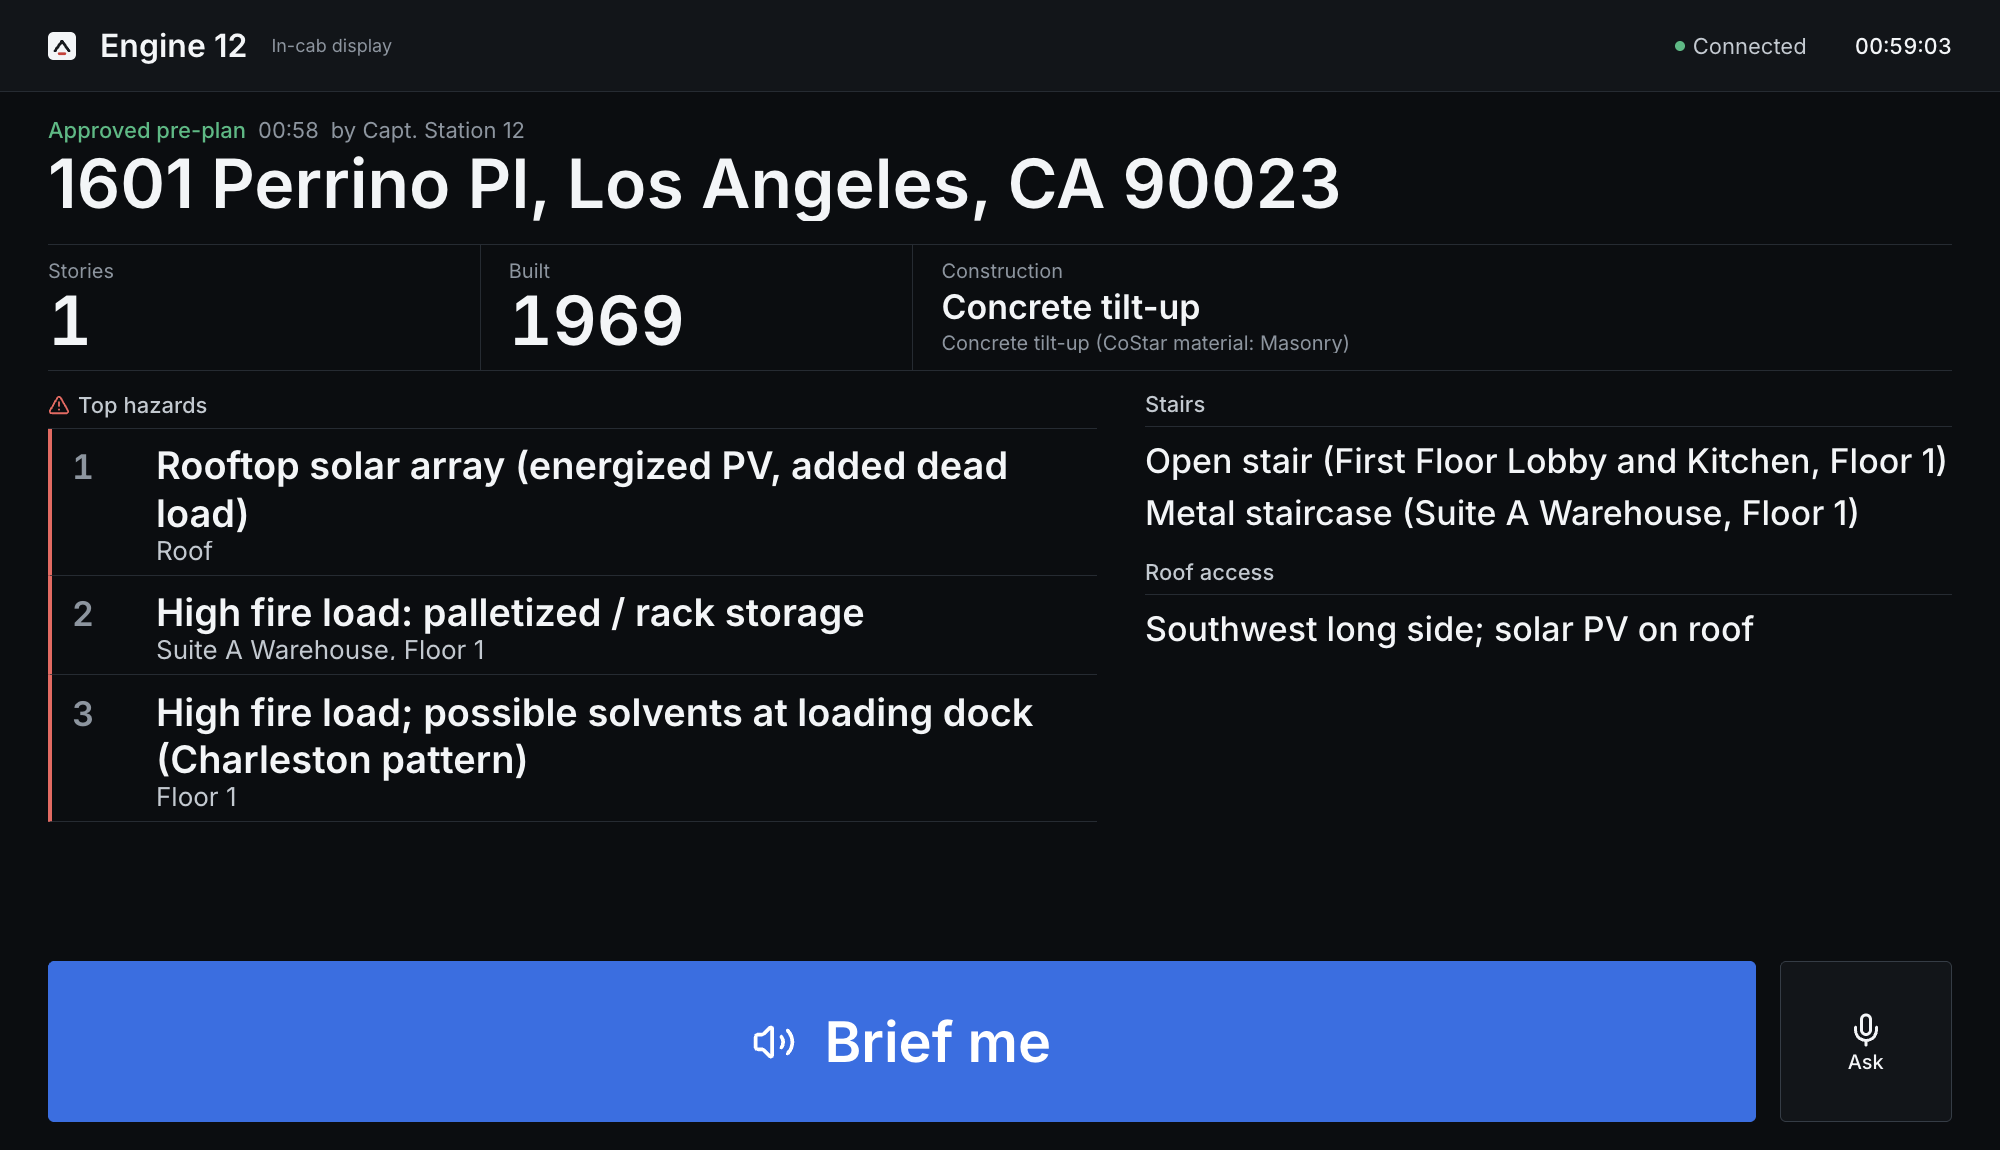 Engine 12 In-cab display
Connected 00:59:03
Approved pre-plan 00:58 by Capt. Station 12
1601 Perrino Pl, Los Angeles, CA 90023
Stories
1
Built
1969
Construction
Concrete tilt-up
Concrete tilt-up (CoStar material: Masonry)
Top hazards
1 Rooftop solar array (energized PV, added dead
load)
Roof
2 High fire load: palletized / rack storage
Suite A Warehouse, Floor 1
3 High fire load; possible solvents at loading dock
(Charleston pattern)
Floor 1
Stairs
Open stair (First Floor Lobby and Kitchen, Floor 1)
Metal staircase (Suite A Warehouse, Floor 1)
Roof access
Southwest long side; solar PV on roof
Brief me
Ask